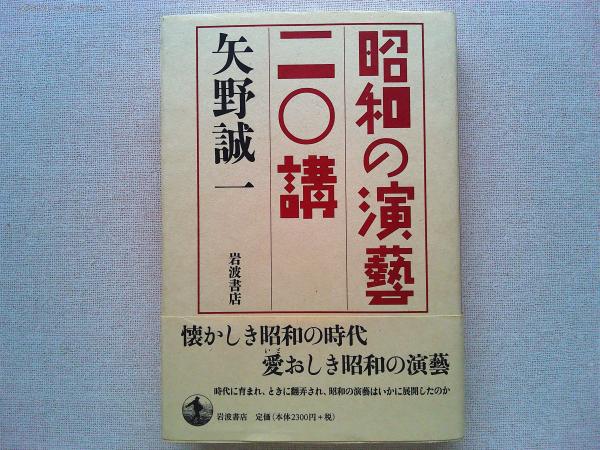 昭和の演藝
二〇講
矢野誠一
岩波書店
懐かしき昭和の時代
愛おしき昭和の演藝
時代に育まれ、ときに翻弄され、昭和の演藝はいかに展開したのか
岩波書店 定価(本体2300円+税)